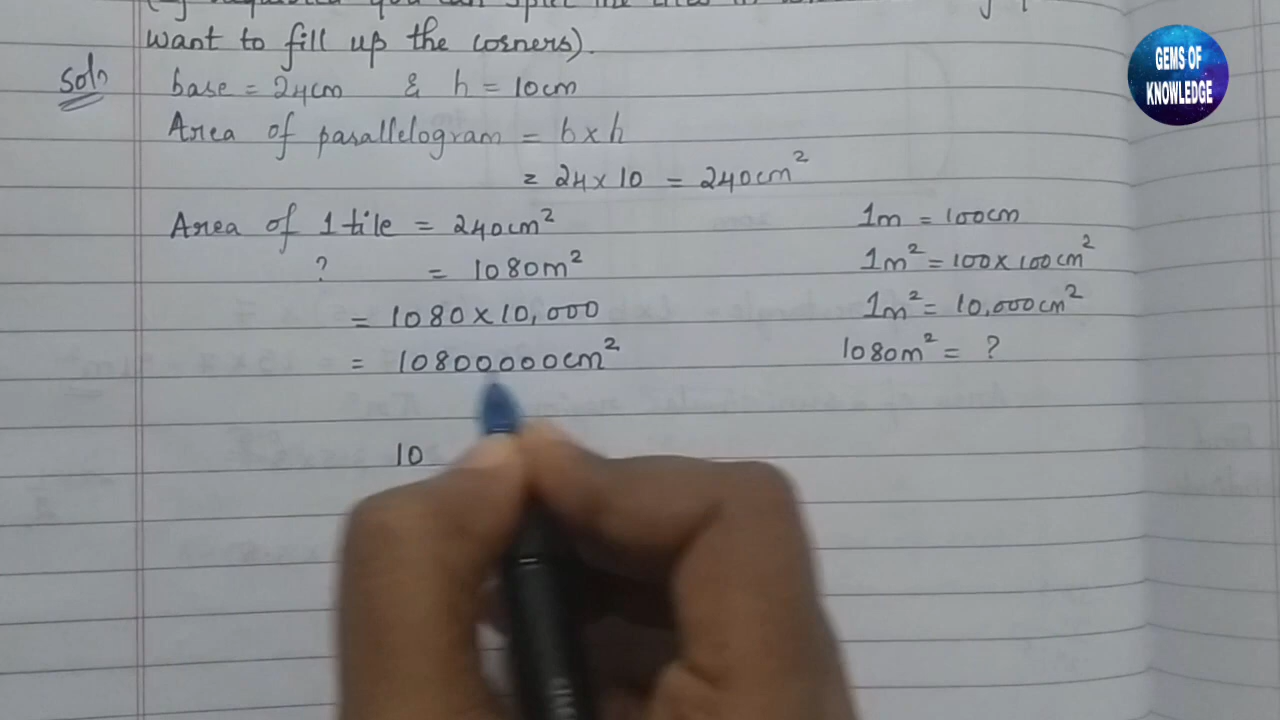 want to fill up the corners).
Soln
base = 24cm & h = 10cm
Area of parallelogram = b×h
= 24×10 = 240cm²
Area of 1 tile = 240cm²
? = 1080m²
= 1080×10,000
= 10800000cm²
10
1m = 100cm
1m² = 100×100cm²
1m² = 10,000cm²
1080m² = ?
GEMS OF
KNOWLEDGE